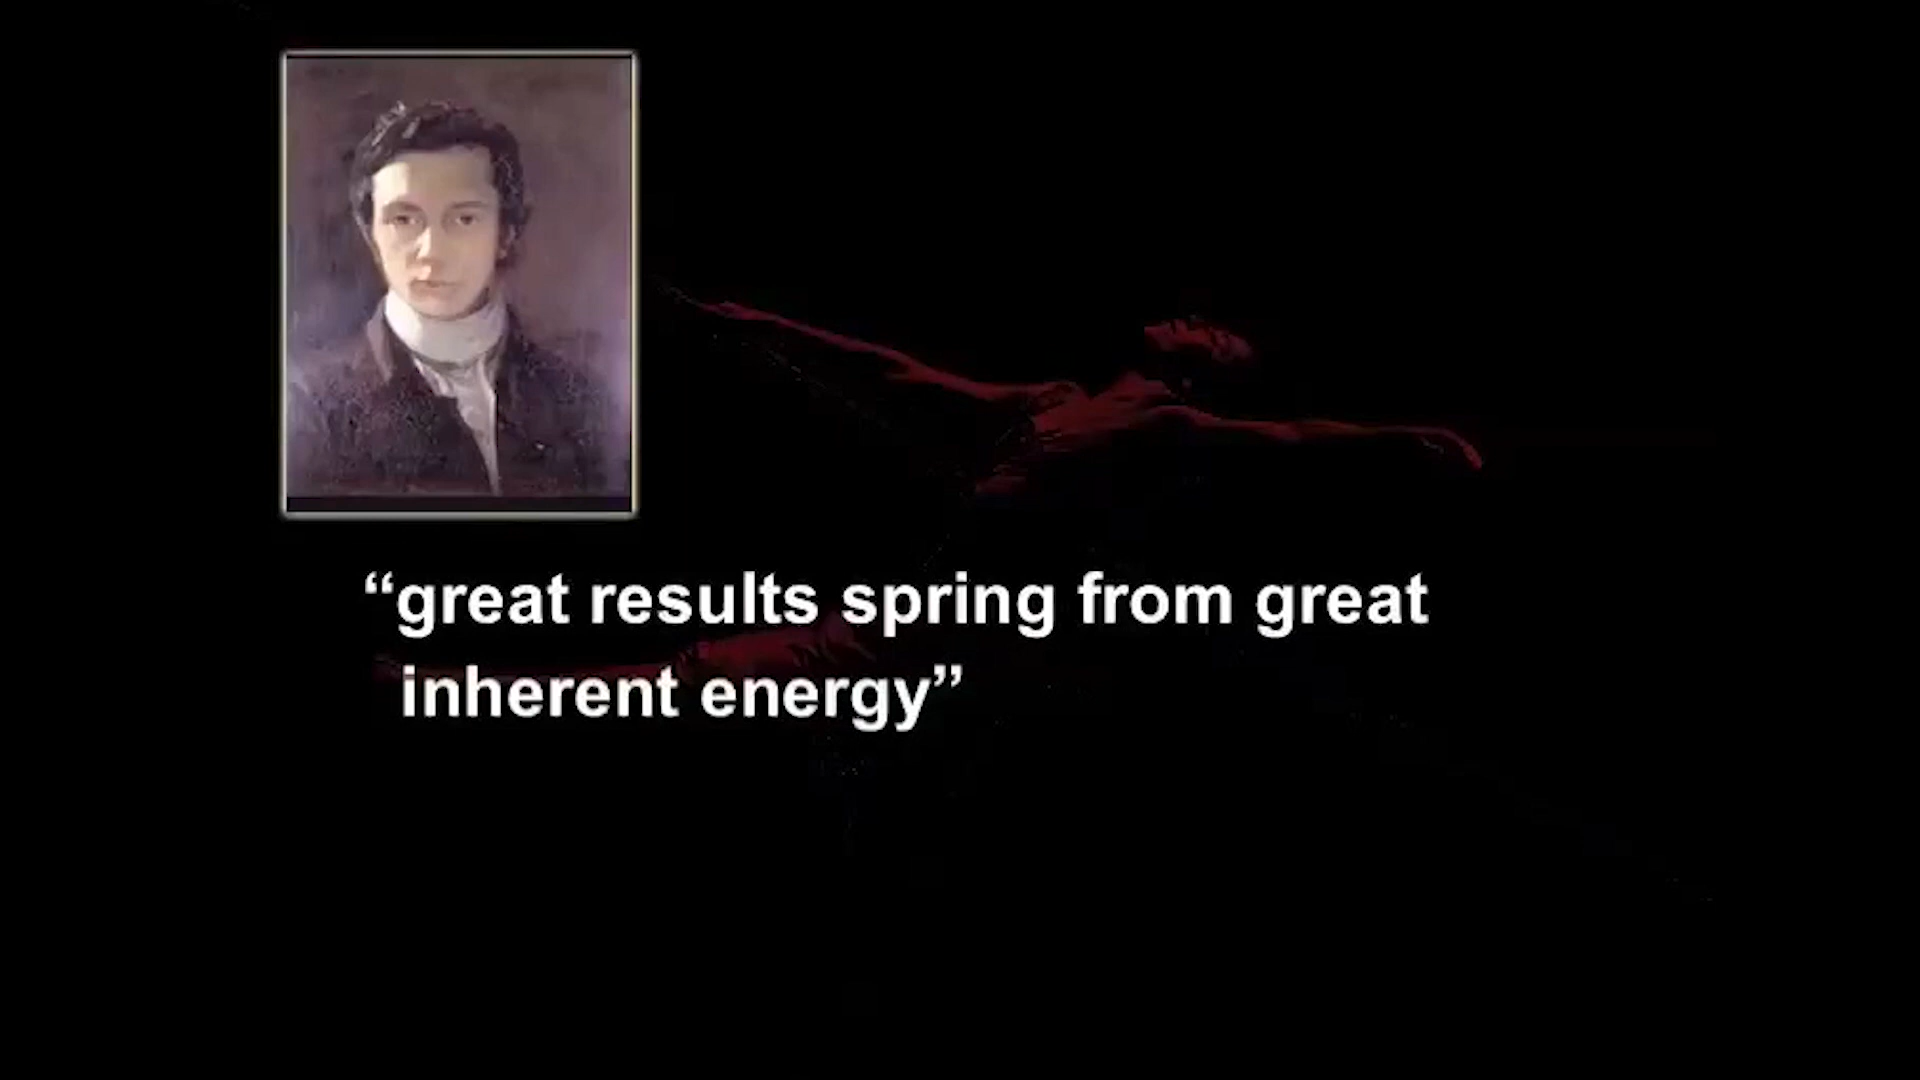 “great results spring from great
inherent energy”